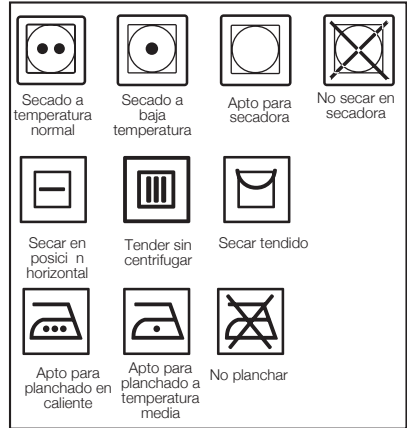 Secado a
temperatura
normal
Secado a
baja
temperatura
Apto para
secadora
No secar en
secadora
Secar en
posici n
horizontal
Tender sin
centrifugar
Secar tendido
Apto para
planchado en
caliente
Apto para
planchado a
temperatura
media
No planchar